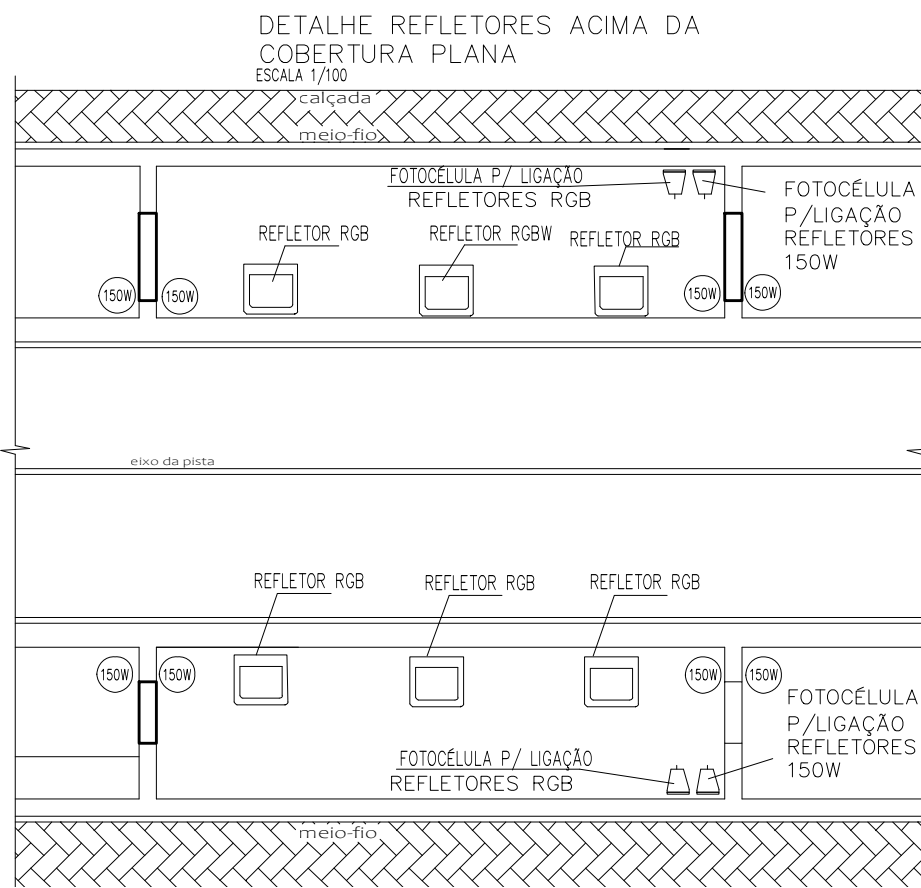 DETALHE REFLETORES ACIMA DA
COBERTURA PLANA
ESCALA 1/100
calçada
meio-fio
FOTOCÉLULA P/ LIGAÇÃO
REFLETORES RGB
FOTOCÉLULA
P/LIGAÇÃO
REFLETORES
150W
REFLETOR RGB
REFLETOR RGBW
REFLETOR RGB
150W
150W
150W
150W
eixo da pista
REFLETOR RGB
REFLETOR RGB
REFLETOR RGB
150W
150W
150W
150W
FOTOCÉLULA
P/LIGAÇÃO
REFLETORES
150W
FOTOCÉLULA P/ LIGAÇÃO
REFLETORES RGB
meio-fio